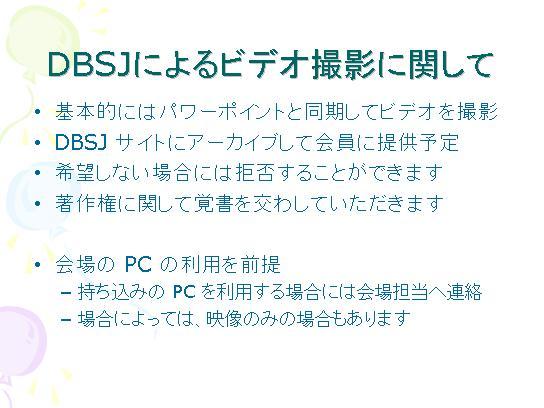 DBSJによるビデオ撮影に関して
• 基本的にはパワーポイントと同期してビデオを撮影
• DBSJ サイトにアーカイブして会員に提供予定
• 希望しない場合には拒否することができます
• 著作権に関して覚書を交わしていただきます
• 会場の PC の利用を前提
– 持ち込みの PC を利用する場合には会場担当へ連絡
– 場合によっては、映像のみの場合もあります